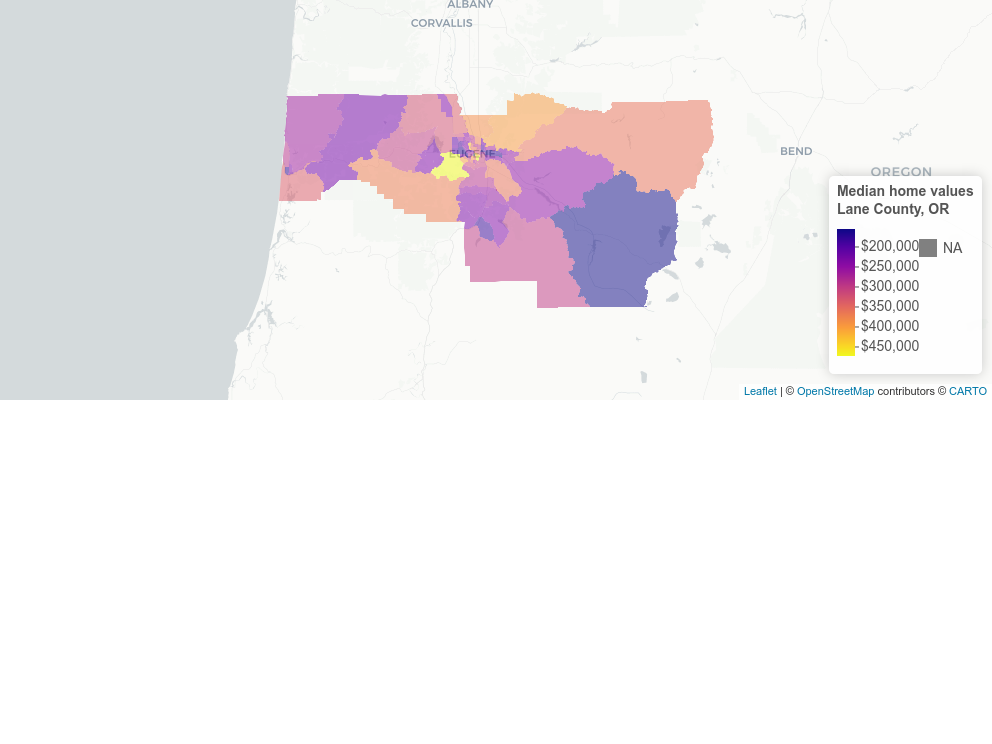 ALBANY
CORVALLIS
EUGENE
BEND
OREGON
Median home values
Lane County, OR
$200,000
NA
$250,000
$300,000
$350,000
$400,000
$450,000
Leaflet | © OpenStreetMap contributors © CARTO